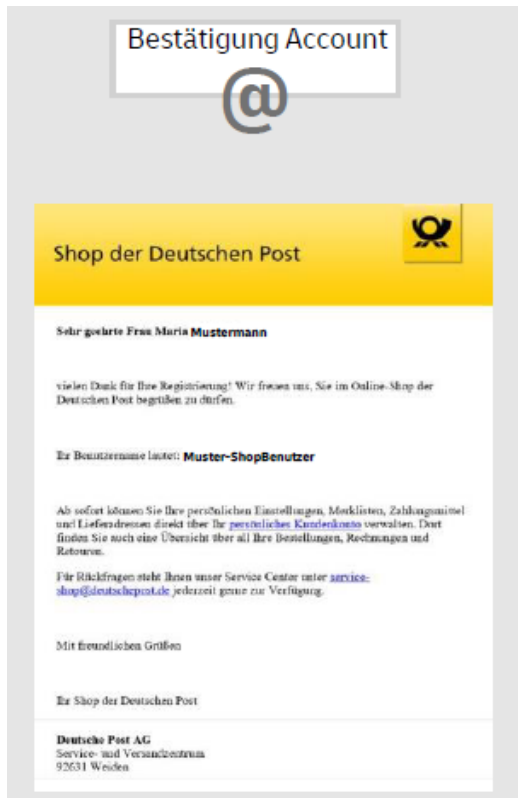 Bestätigung Account
@
Shop der Deutschen Post
Sehr geehrte Frau Maria Mustermann
vielen Dank für Ihre Registrierung! Wir freuen uns, Sie im Online-Shop der
Deutschen Post begrüßen zu dürfen.
Ihr Benutzername lautet: Muster-ShopBenutzer
Ab sofort können Sie Ihre persönlichen Einstellungen, Merklisten, Zahlungsmittel
und Lieferadressen direkt über Ihr persönliches Kundenkonto verwalten. Dort
finden Sie auch eine Übersicht über all Ihre Bestellungen, Rechnungen und
Retouren.
Für Rückfragen steht Ihnen unser Service Center unter service-
shop@deutschepost.de jederzeit gerne zur Verfügung.
Mit freundlichen Grüßen
Ihr Shop der Deutschen Post
Deutsche Post AG
Service- und Versandzentrum
92631 Weiden